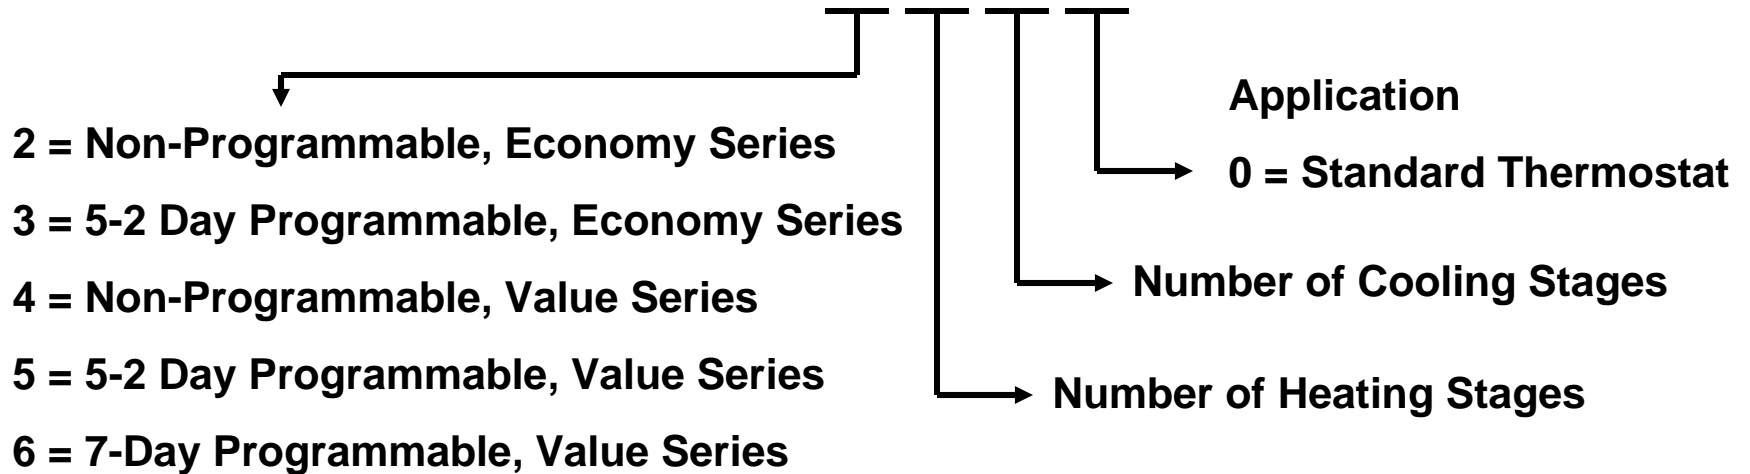 2 = Non-Programmable, Economy Series
3 = 5-2 Day Programmable, Economy Series
4 = Non-Programmable, Value Series
5 = 5-2 Day Programmable, Value Series
6 = 7-Day Programmable, Value Series
Application
0 = Standard Thermostat
Number of Cooling Stages
Number of Heating Stages